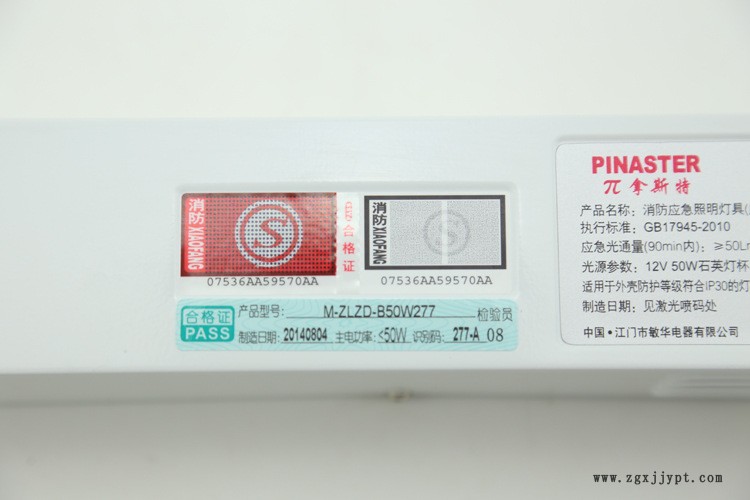 消防 XIAOFANG
S
合格证
07536AA59570AA
消防 XIAOFANG
S
07536AA59570AA
合格证
PASS
产品型号: M-ZLZD-B50W277 检验员
制造日期: 20140804 主电功率: <50W 识别码: 277-A 08
PINASTER
π 拿斯特
产品名称：消防应急照明灯具(
执行标准：GB17945-2010
应急光通量(90min内)：≥50Lm
光源参数：12V 50W石英灯杯
适用于外壳防护等级符合IP30的灯
制造日期：见激光喷码处
中国·江门市敏华电器有限公司
www.zgxjjypt.com